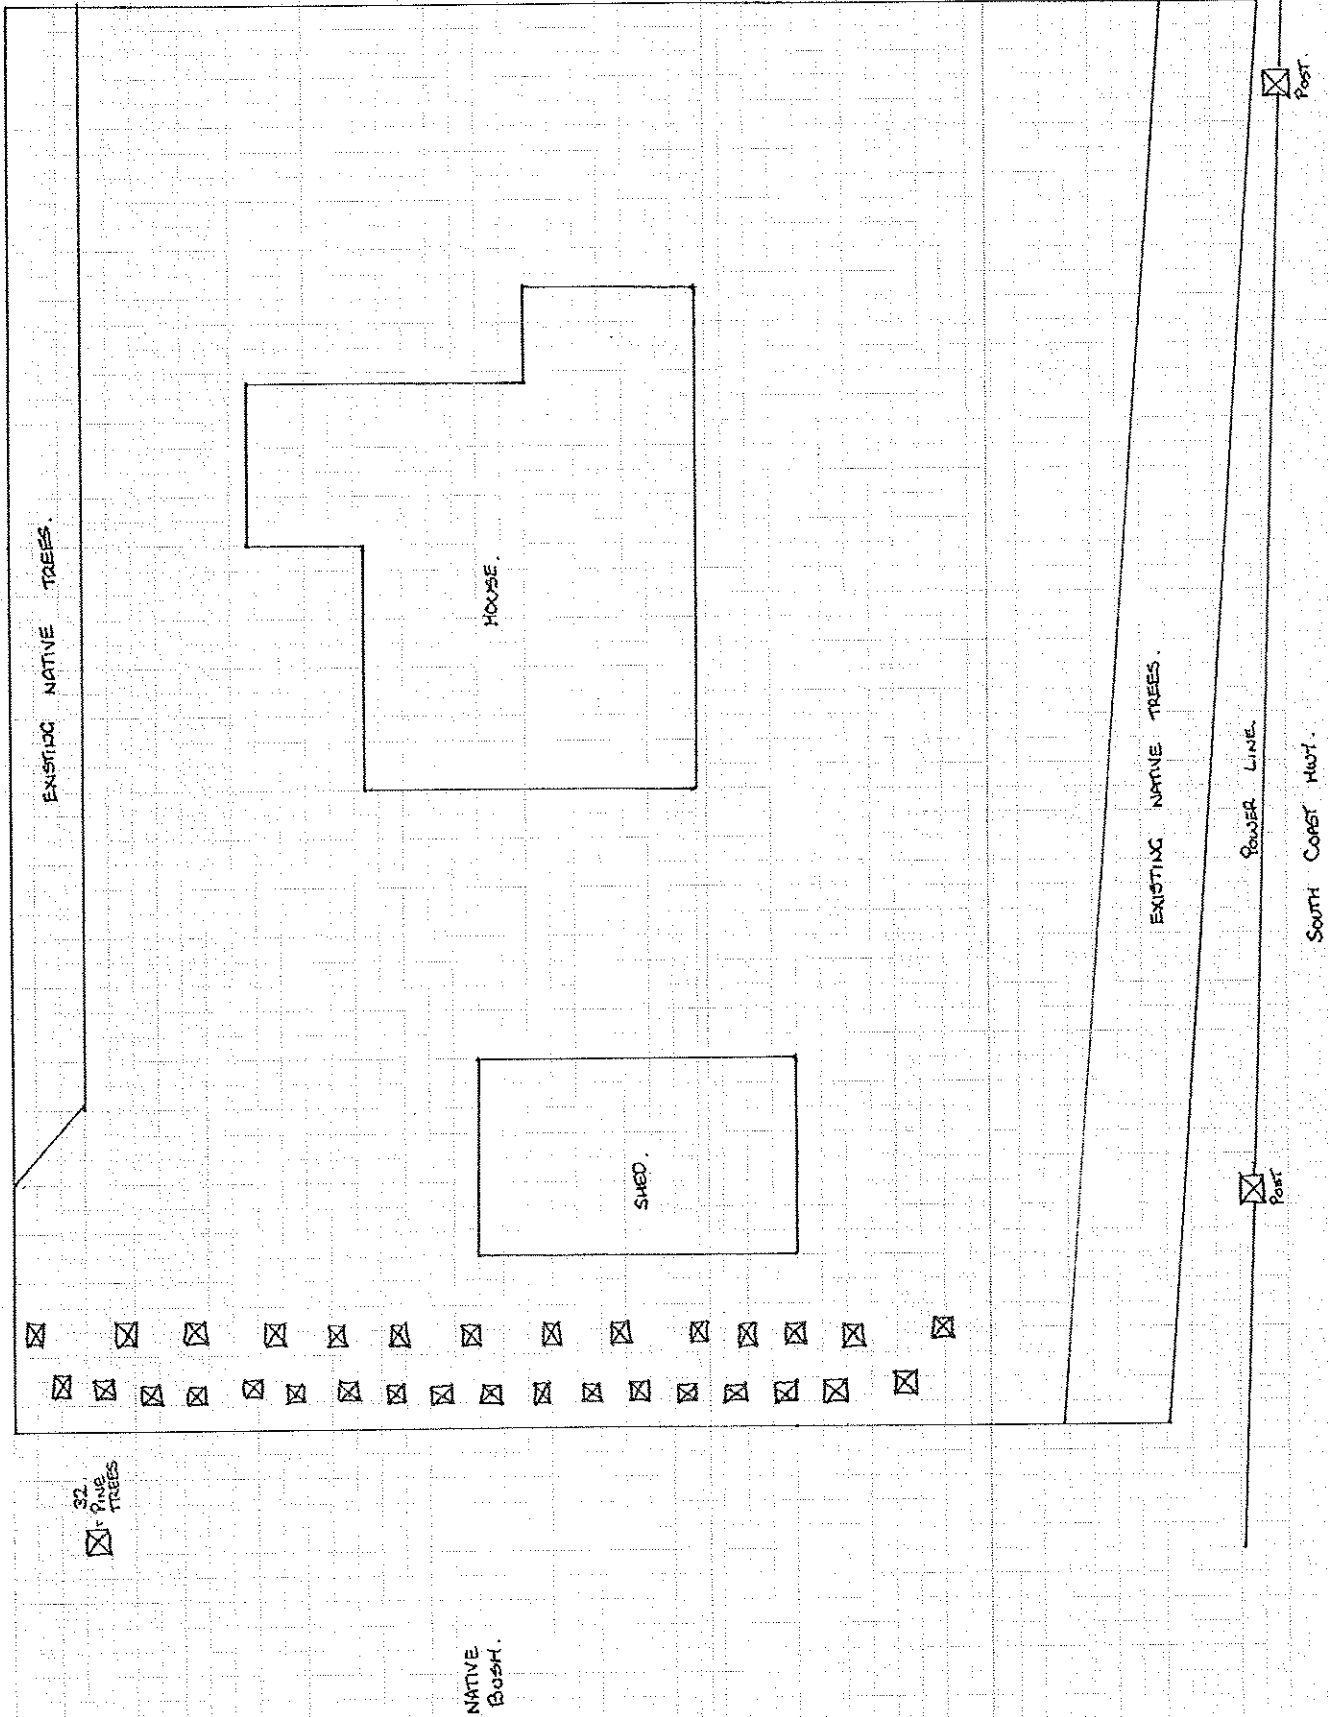 EXISTING NATIVE TREES.
HOUSE.
SHED.
32
PINE
TREES
NATIVE
BUSH.
EXISTING NATIVE TREES.
POWER LINE
POST.
POST
SOUTH COAST HWY.